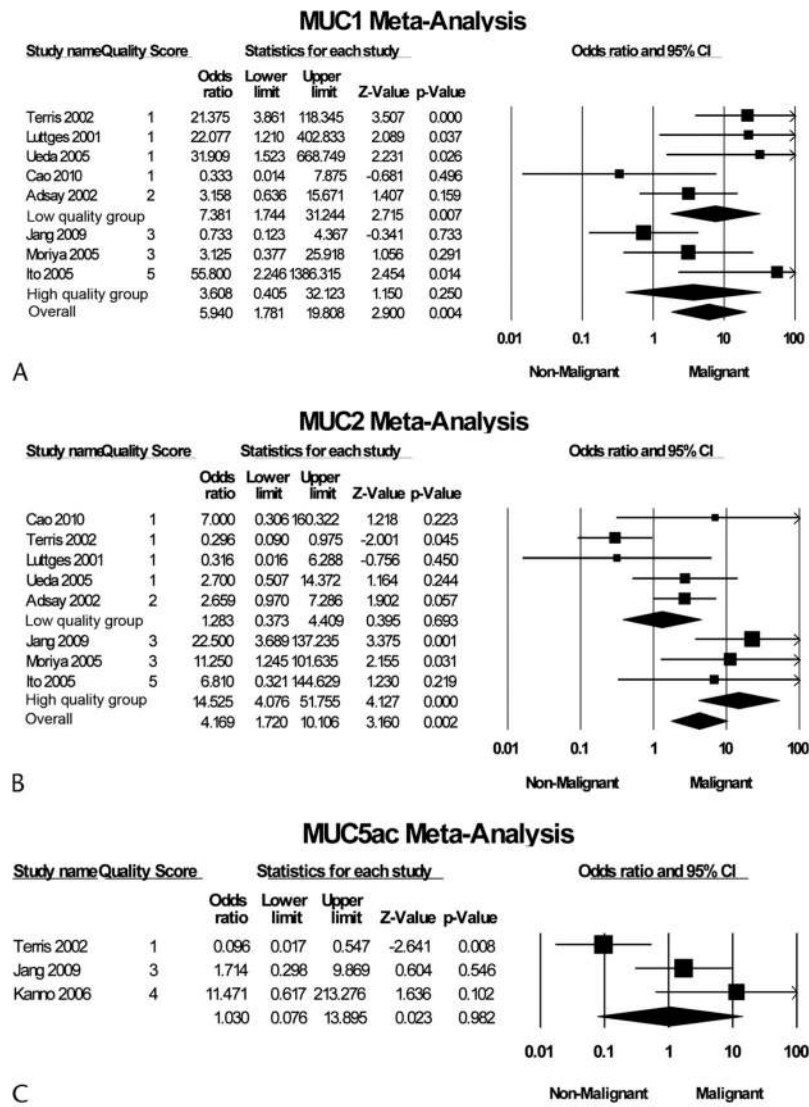 MUC1 Meta-Analysis
Study nameQuality Score Statistics for each study Odds ratio and 95% CI
Odds Lower Upper
ratio limit limit Z-Value p-Value
Terris 2002 1 21.375 3.861 118.345 3.507 0.000
Luttges 2001 1 22.077 1.210 402.833 2.089 0.037
Ueda 2005 1 31.909 1.523 668.749 2.231 0.026
Cao 2010 1 0.333 0.014 7.875 -0.681 0.496
Adsay 2002 2 3.158 0.636 15.671 1.407 0.159
Low quality group 7.381 1.744 31.244 2.715 0.007
Jang 2009 3 0.733 0.123 4.367 -0.341 0.733
Moriya 2005 3 3.125 0.377 25.918 1.056 0.291
Ito 2005 5 55.800 2.246 1386.315 2.454 0.014
High quality group 3.608 0.405 32.123 1.150 0.250
Overall 5.940 1.781 19.808 2.900 0.004
0.01 0.1 1 10 100
Non-Malignant Malignant
A
MUC2 Meta-Analysis
Study nameQuality Score Statistics for each study Odds ratio and 95% CI
Odds Lower Upper
ratio limit limit Z-Value p-Value
Cao 2010 1 7.000 0.306 160.322 1.218 0.223
Terris 2002 1 0.296 0.090 0.975 -2.001 0.045
Luttges 2001 1 0.316 0.016 6.288 -0.756 0.450
Ueda 2005 1 2.700 0.507 14.372 1.164 0.244
Adsay 2002 2 2.659 0.970 7.286 1.902 0.057
Low quality group 1.283 0.373 4.409 0.395 0.693
Jang 2009 3 22.500 3.689 137.235 3.375 0.001
Moriya 2005 3 11.250 1.245 101.635 2.155 0.031
Ito 2005 5 6.810 0.321 144.629 1.230 0.219
High quality group 14.525 4.076 51.755 4.127 0.000
Overall 4.169 1.720 10.106 3.160 0.002
0.01 0.1 1 10 100
Non-Malignant Malignant
B
MUC5ac Meta-Analysis
Study name Quality Score Statistics for each study Odds ratio and 95% CI
Odds Lower Upper
ratio limit limit Z-Value p-Value
Terris 2002 1 0.096 0.017 0.547 -2.641 0.008
Jang 2009 3 1.714 0.298 9.869 0.604 0.546
Kanno 2006 4 11.471 0.617 213.276 1.636 0.102
1.030 0.076 13.895 0.023 0.982
0.01 0.1 1 10 100
Non-Malignant Malignant
C